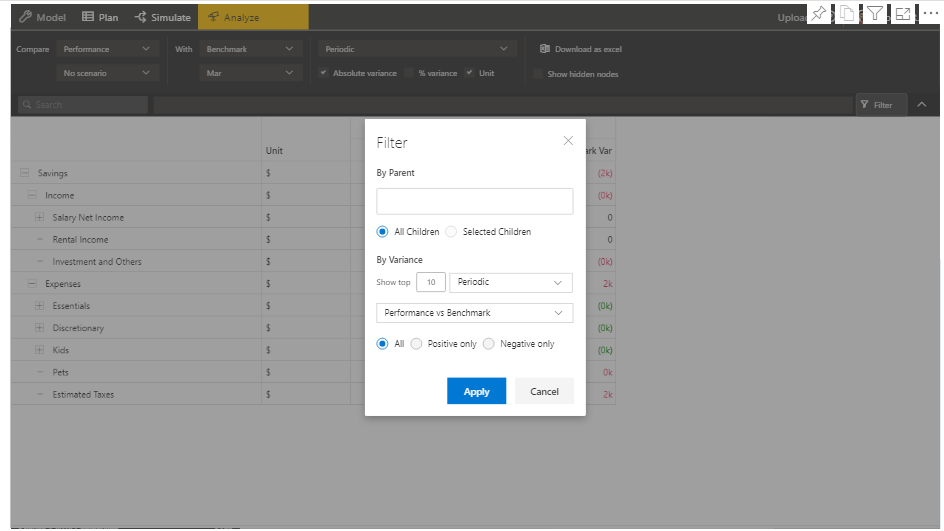 Model Plan Simulate Analyze Uploa
Compare Performance With Benchmark Periodic Download as excel
No scenario Mar Absolute variance % variance Unit Show hidden nodes
Search Filter
Filter
By Parent
All Children Selected Children
By Variance
Show top 10 Periodic
Performance vs Benchmark
All Positive only Negative only
Apply Cancel
Unit ark Var
Savings $ (2k)
Income $ (0k)
Salary Net Income $ 0
Rental Income $ 0
Investment and Others $ (0k)
Expenses $ 2k
Essentials $ (0k)
Discretionary $ (0k)
Kids $ (0k)
Pets $ 0k
Estimated Taxes $ 2k